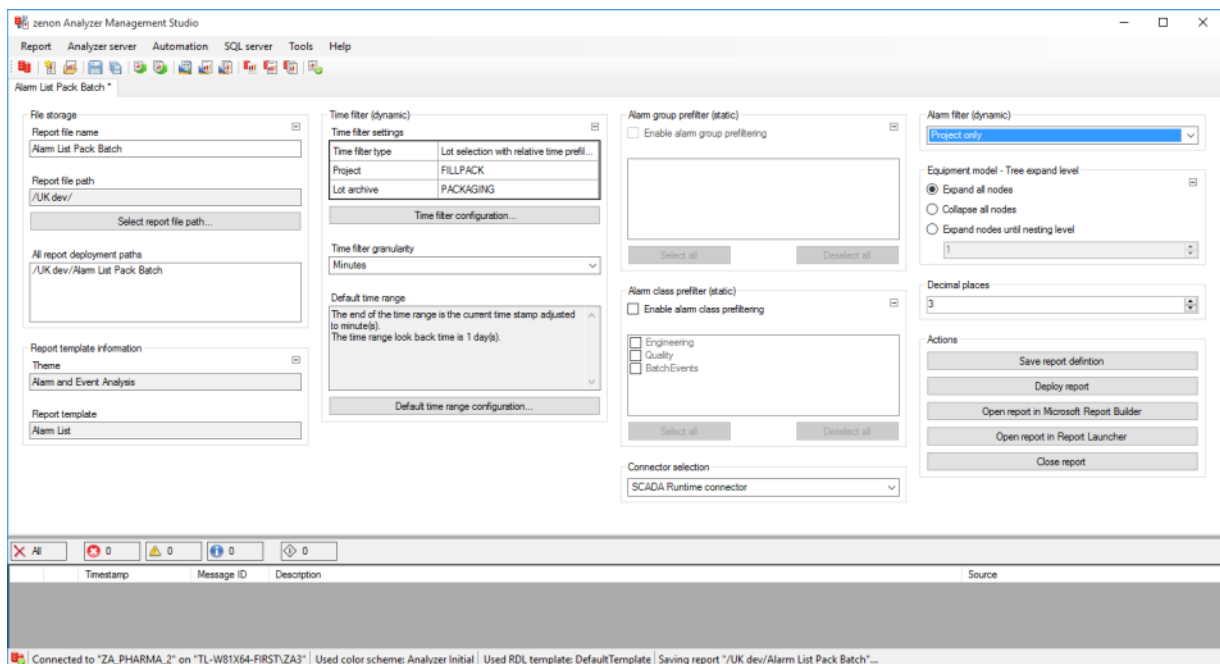 zenon Analyzer Management Studio
Report Analyzer server Automation SQL server Tools Help
Alarm List Pack Batch *
File storage
Report file name
Alarm List Pack Batch
Report file path
/UK dev/
Select report file path...
All report deployment paths
/UK dev/Alarm List Pack Batch
Report template information
Theme
Alarm and Event Analysis
Report template
Alarm List
Time filter (dynamic)
Time filter settings
Time filter type Lot selection with relative time prefil...
Project FILLPACK
Lot archive PACKAGING
Time filter configuration...
Time filter granularity
Minutes
Default time range
The end of the time range is the current time stamp adjusted
to minute(s).
The time range look back time is 1 day(s).
Default time range configuration...
Alarm group prefilter (static)
Enable alarm group prefiltering
Select all Deselect all
Alarm class prefilter (static)
Enable alarm class prefiltering
Engineering
Quality
BatchEvents
Select all Deselect all
Connector selection
SCADA Runtime connector
Alarm filter (dynamic)
Project only
Equipment model - Tree expand level
Expand all nodes
Collapse all nodes
Expand nodes until nesting level
1
Decimal places
3
Actions
Save report defintion
Deploy report
Open report in Microsoft Report Builder
Open report in Report Launcher
Close report
All 0 0 0 0
Timestamp Message ID Description Source
Connected to "ZA_PHARMA_2" on "TL-W81X64-FIRST\ZA3" Used color scheme: Analyzer Initial Used RDL template: DefaultTemplate Saving report "/UK dev/Alarm List Pack Batch"...